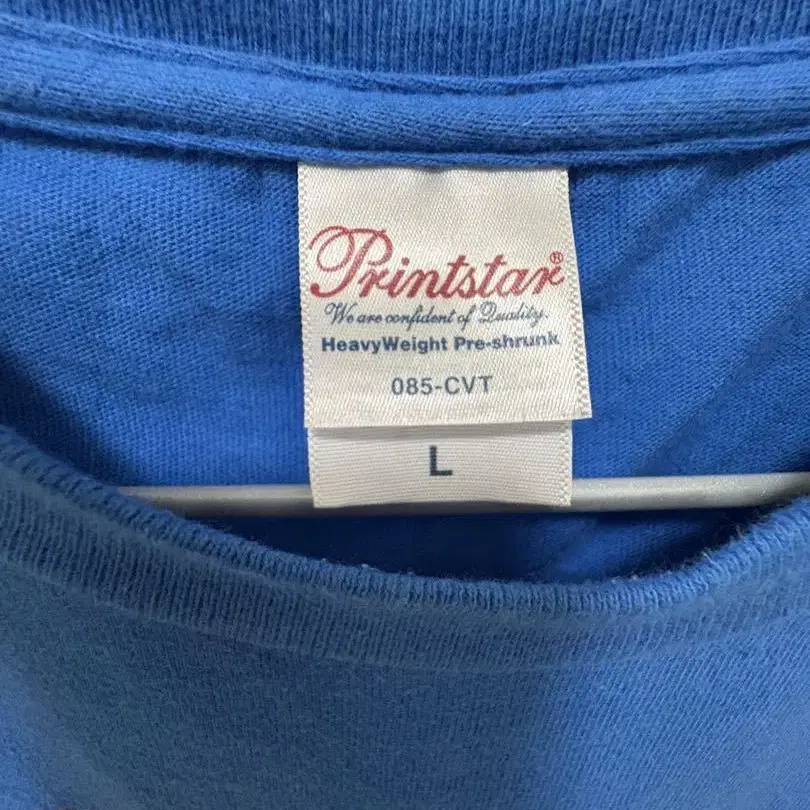 Printstar®
We are confident of Quality.
HeavyWeight Pre-shrunk
085-CVT
L